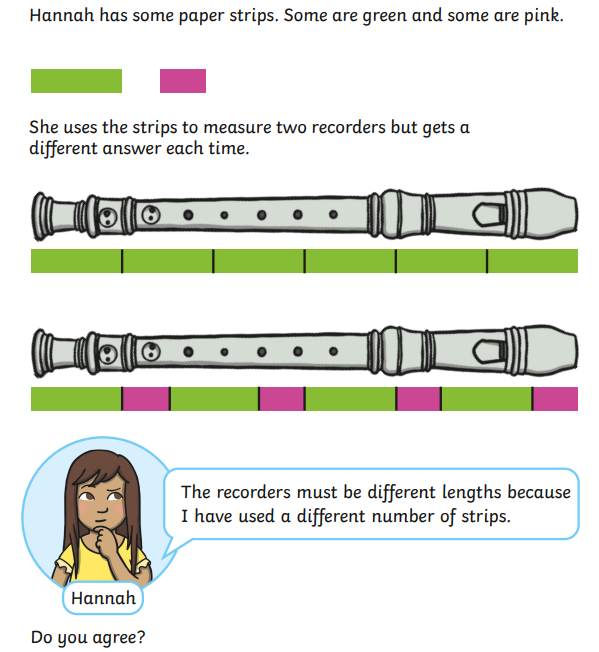 Hannah has some paper strips. Some are green and some are pink.
She uses the strips to measure two recorders but gets a
different answer each time.
The recorders must be different lengths because
I have used a different number of strips.
Hannah
Do you agree?